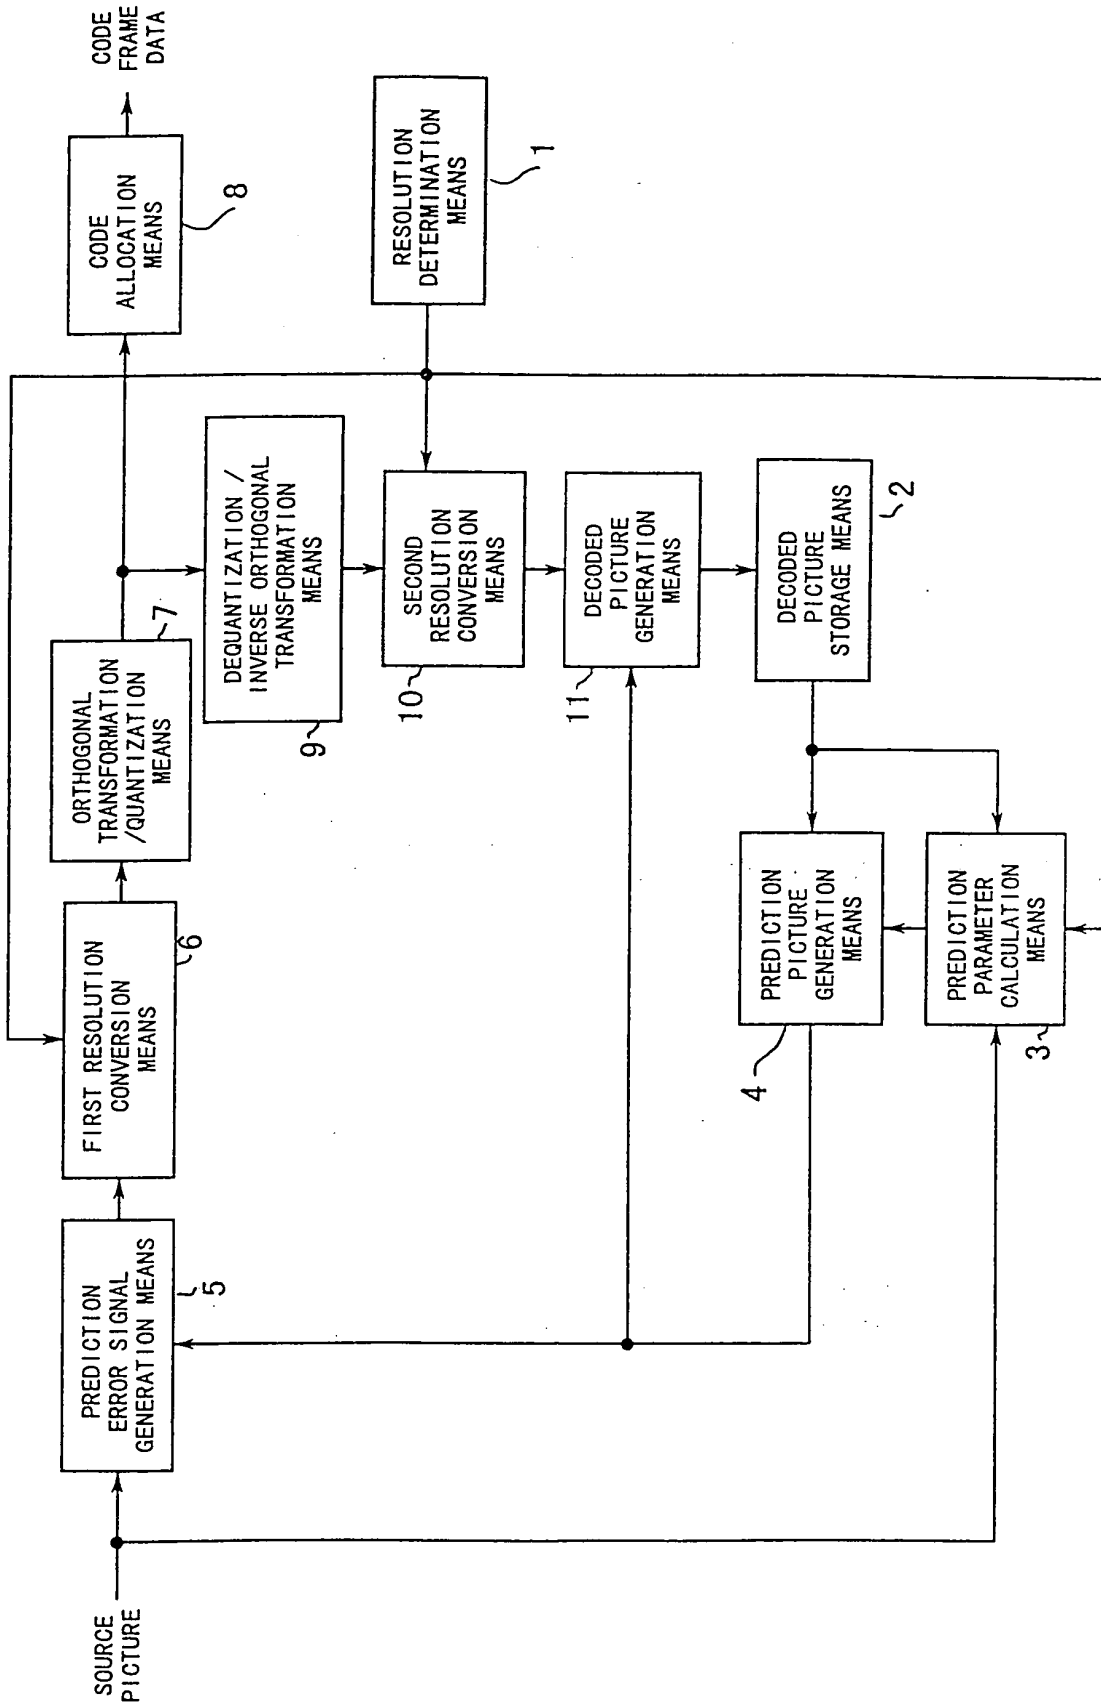 SOURCE
PICTURE
PREDICTION
ERROR SIGNAL
GENERATION MEANS
5
FIRST RESOLUTION
CONVERSION
MEANS
6
ORTHOGONAL
TRANSFORMATION
/QUANTIZATION
MEANS
7
CODE
ALLOCATION
MEANS
8
CODE
FRAME
DATA
DEQUANTIZATION /
INVERSE ORTHOGONAL
TRANSFORMATION
MEANS
9
RESOLUTION
DETERMINATION
MEANS
1
SECOND
RESOLUTION
CONVERSION
MEANS
10
DECODED
PICTURE
GENERATION
MEANS
11
DECODED
PICTURE
STORAGE MEANS
2
PREDICTION
PICTURE
GENERATION
MEANS
4
PREDICTION
PARAMETER
CALCULATION
MEANS
3